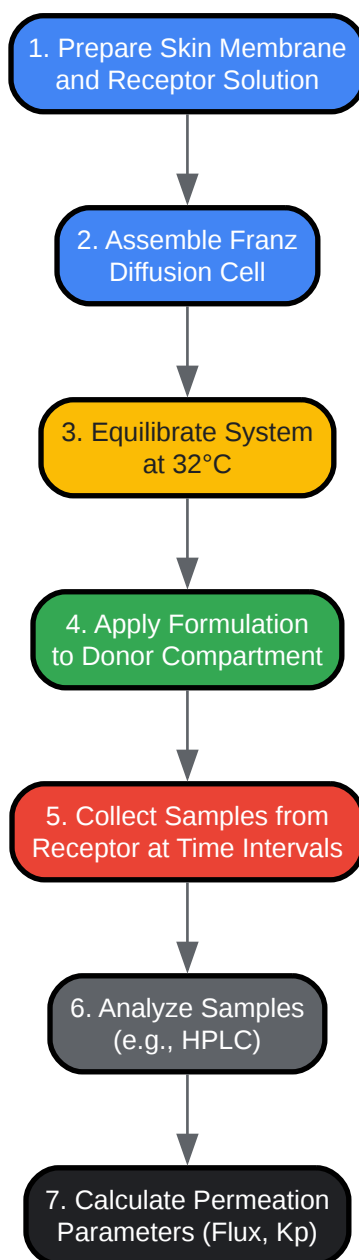 1. Prepare Skin Membrane
and Receptor Solution
2. Assemble Franz
Diffusion Cell
3. Equilibrate System
at 32°C
4. Apply Formulation
to Donor Compartment
5. Collect Samples from
Receptor at Time Intervals
6. Analyze Samples
(e.g., HPLC)
7. Calculate Permeation
Parameters (Flux, Kp)